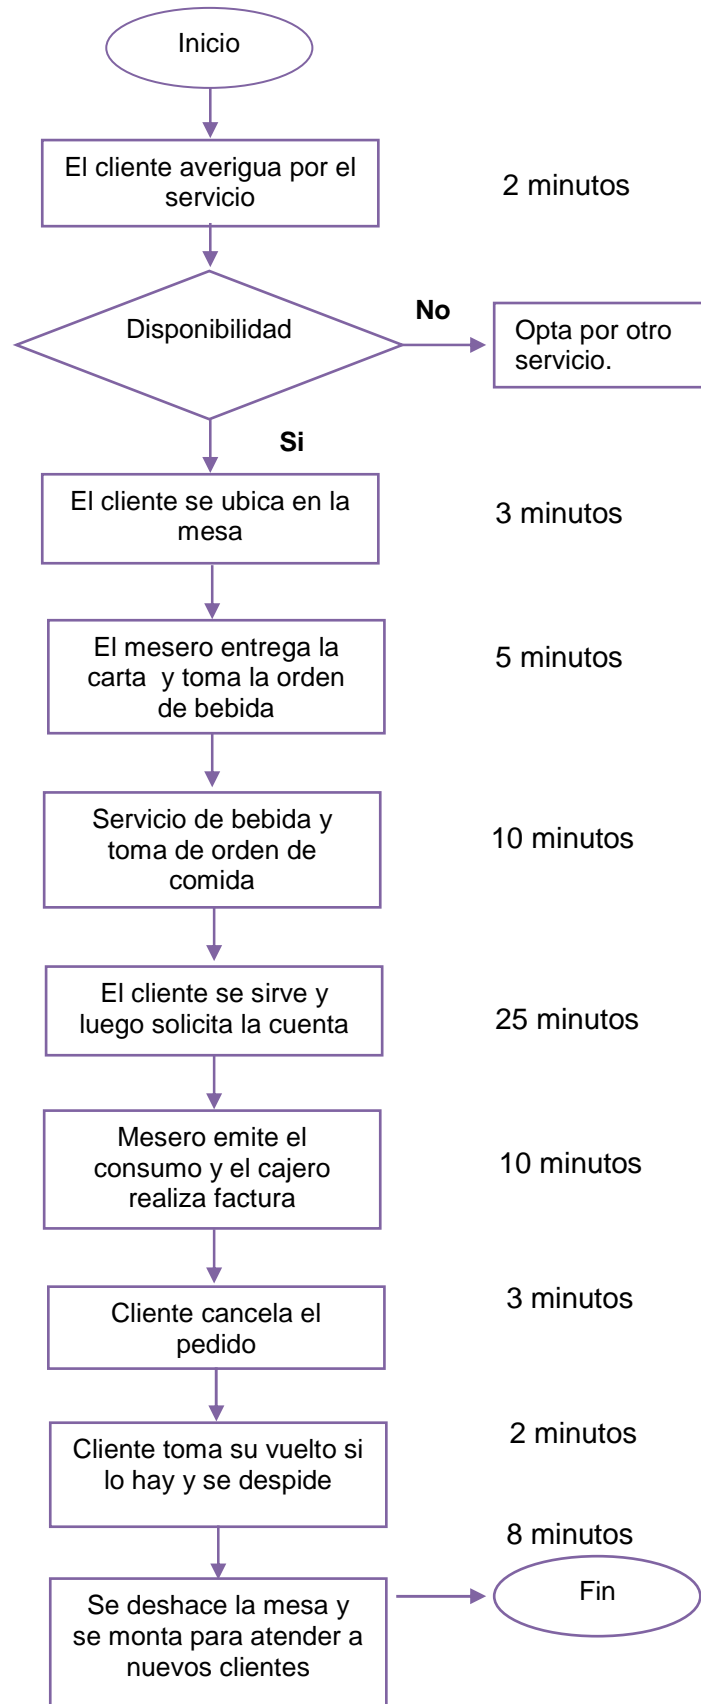 Inicio
El cliente averigua por el
servicio
2 minutos
Disponibilidad
No
Opta por otro
servicio.
Si
El cliente se ubica en la
mesa
3 minutos
El mesero entrega la
carta y toma la orden
de bebida
5 minutos
Servicio de bebida y
toma de orden de
comida
10 minutos
El cliente se sirve y
luego solicita la cuenta
25 minutos
Mesero emite el
consumo y el cajero
realiza factura
10 minutos
Cliente cancela el
pedido
3 minutos
Cliente toma su vuelto si
lo hay y se despide
2 minutos
8 minutos
Se deshace la mesa y
se monta para atender a
nuevos clientes
Fin